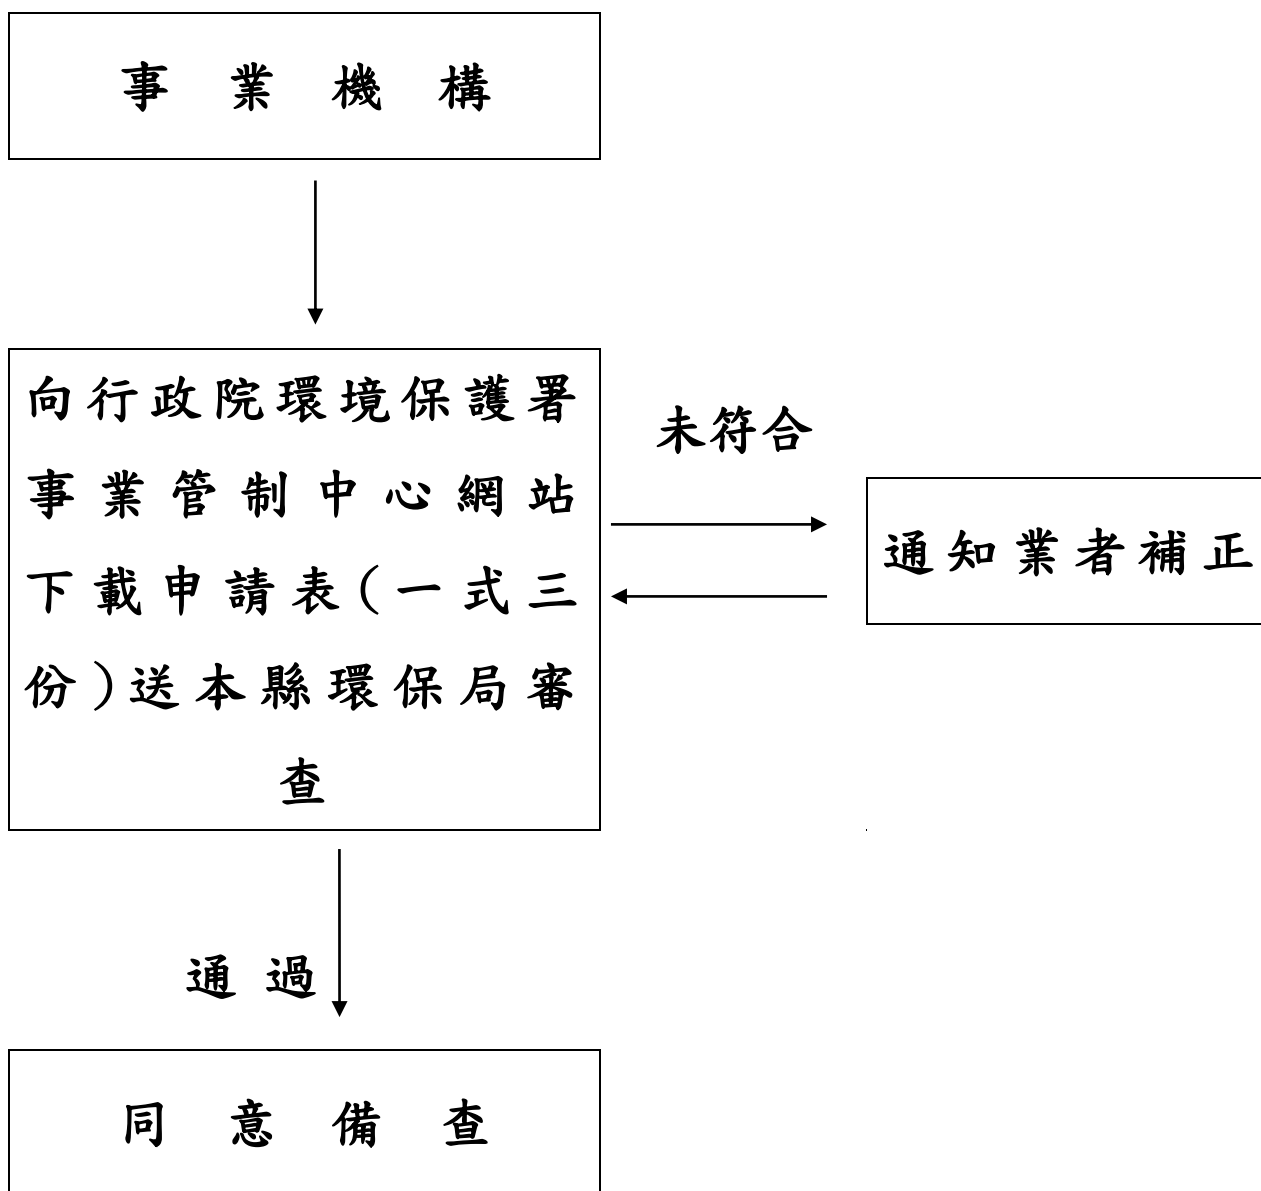 事業機構
向行政院環境保護署
事業管制中心網站
下載申請表(一式三
份)送本縣環保局審
查
未符合
通知業者補正
通過
同意備查